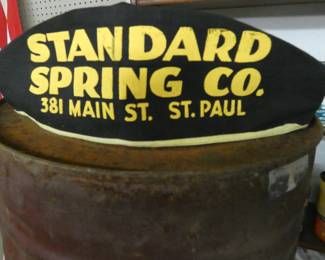 STANDARD
SPRING CO.
381 MAIN ST. ST. PAUL